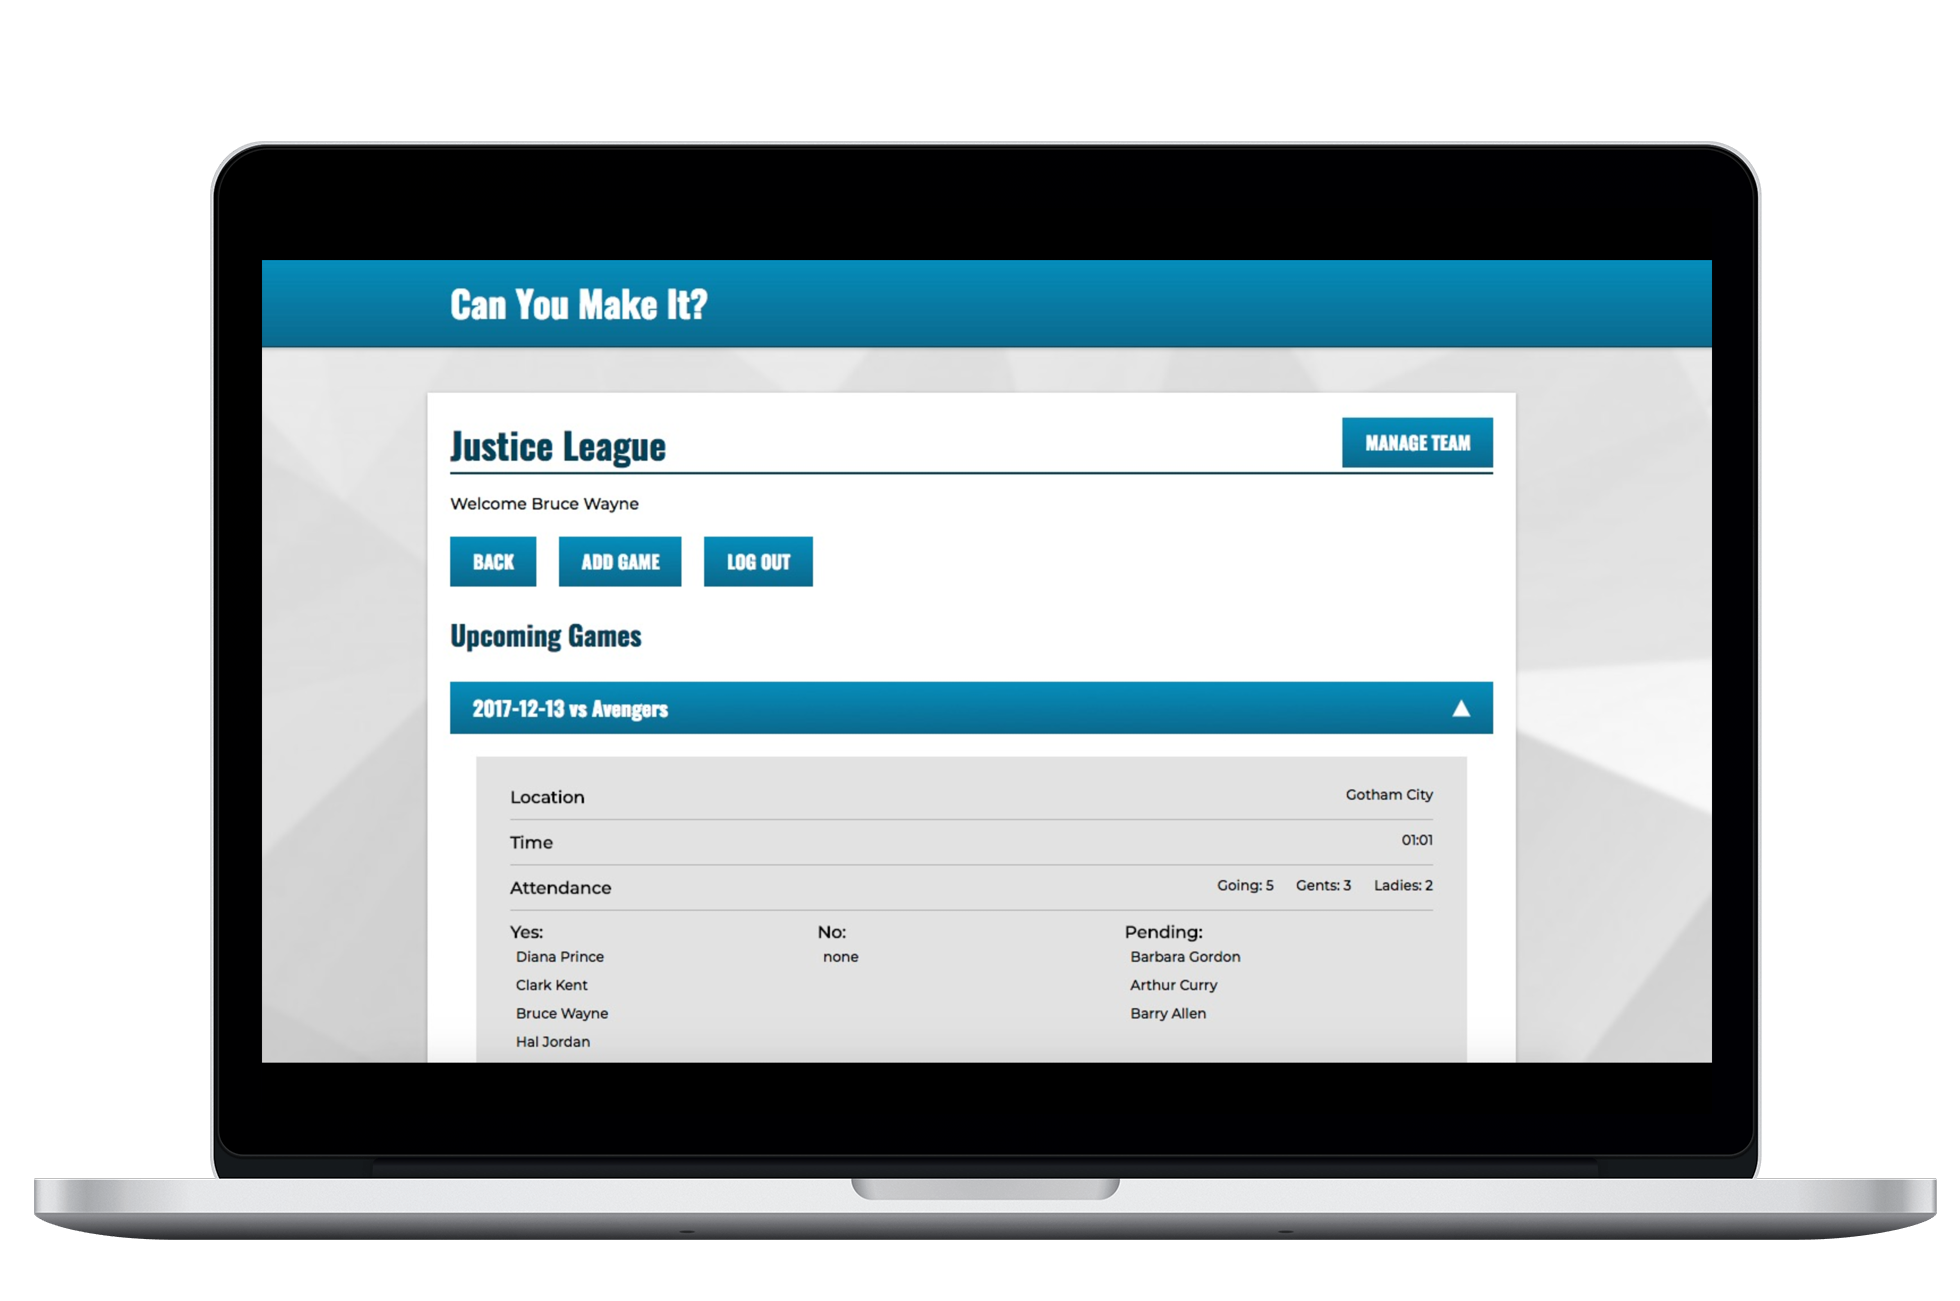 Can You Make It?
Justice League
MANAGE TEAM
Welcome Bruce Wayne
BACK ADD GAME LOG OUT
Upcoming Games
2017-12-13 vs Avengers
Location Gotham City
Time 01:01
Attendance Going: 5 Gents: 3 Ladies: 2
Yes: No: Pending:
Diana Prince none Barbara Gordon
Clark Kent Arthur Curry
Bruce Wayne Barry Allen
Hal Jordan